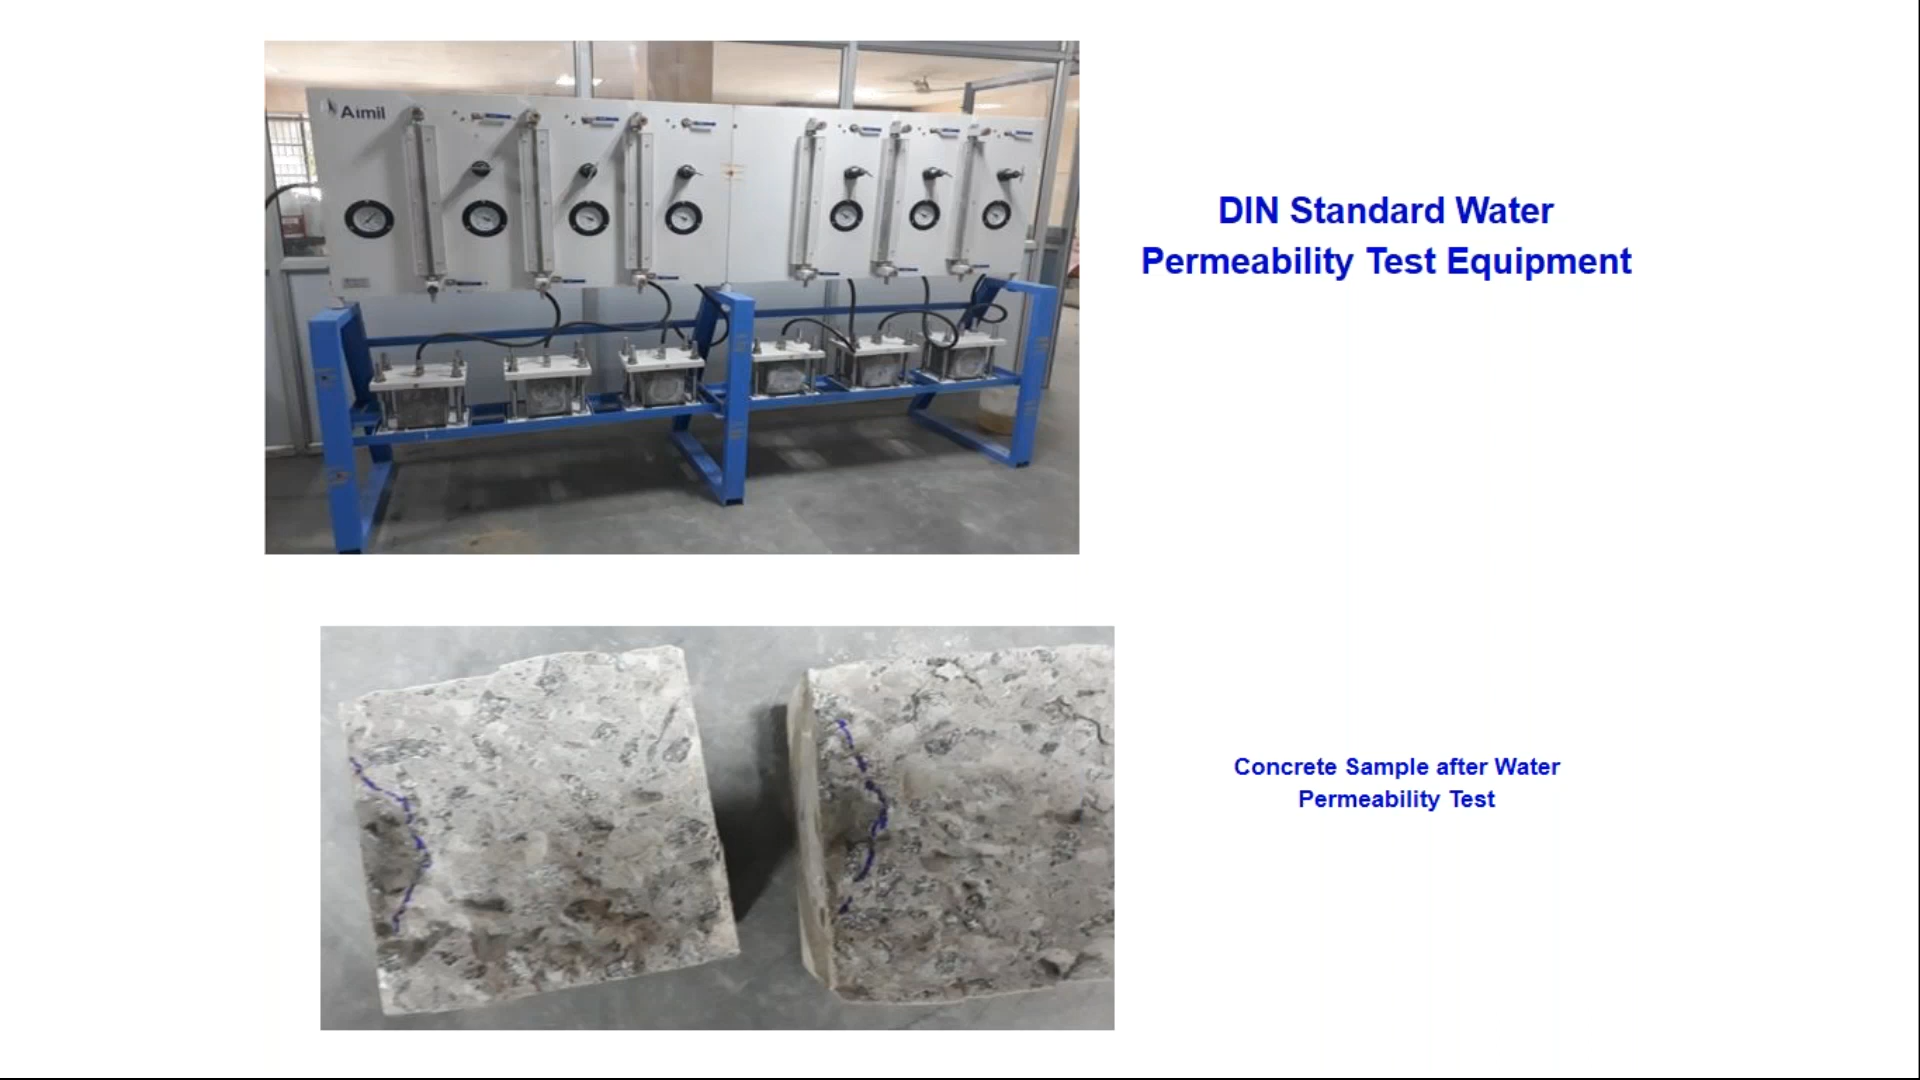 Aimil
DIN Standard Water
Permeability Test Equipment
Concrete Sample after Water
Permeability Test